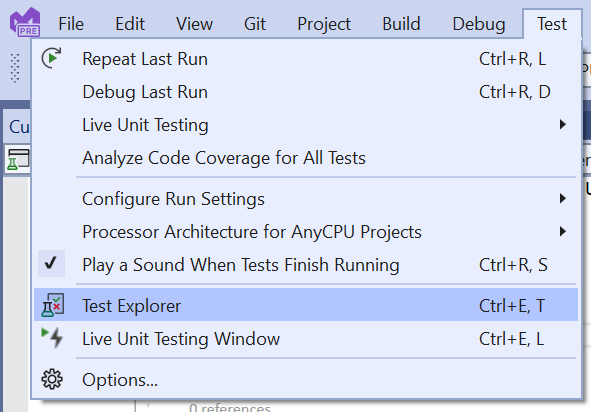 PRE File Edit View Git Project Build Debug Test
Repeat Last Run Ctrl+R, L
Debug Last Run Ctrl+R, D
Live Unit Testing
Cu
Analyze Code Coverage for All Tests
Configure Run Settings
Processor Architecture for AnyCPU Projects
Play a Sound When Tests Finish Running Ctrl+R, S
Test Explorer Ctrl+E, T
Live Unit Testing Window Ctrl+E, L
Options...
0 references